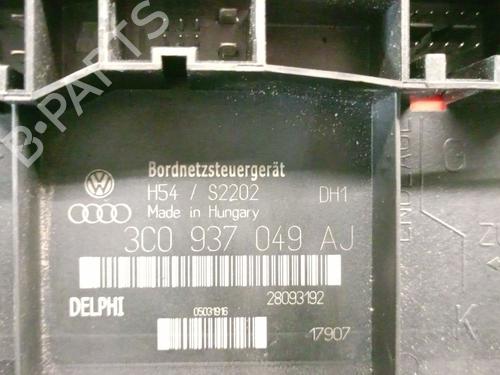 B-PARTS
Bordnetzsteuergerät
H54 / S2202 DH1
Made in Hungary
3C0 937 049 AJ
DELPHI
05031916
28093192
17907
G
K